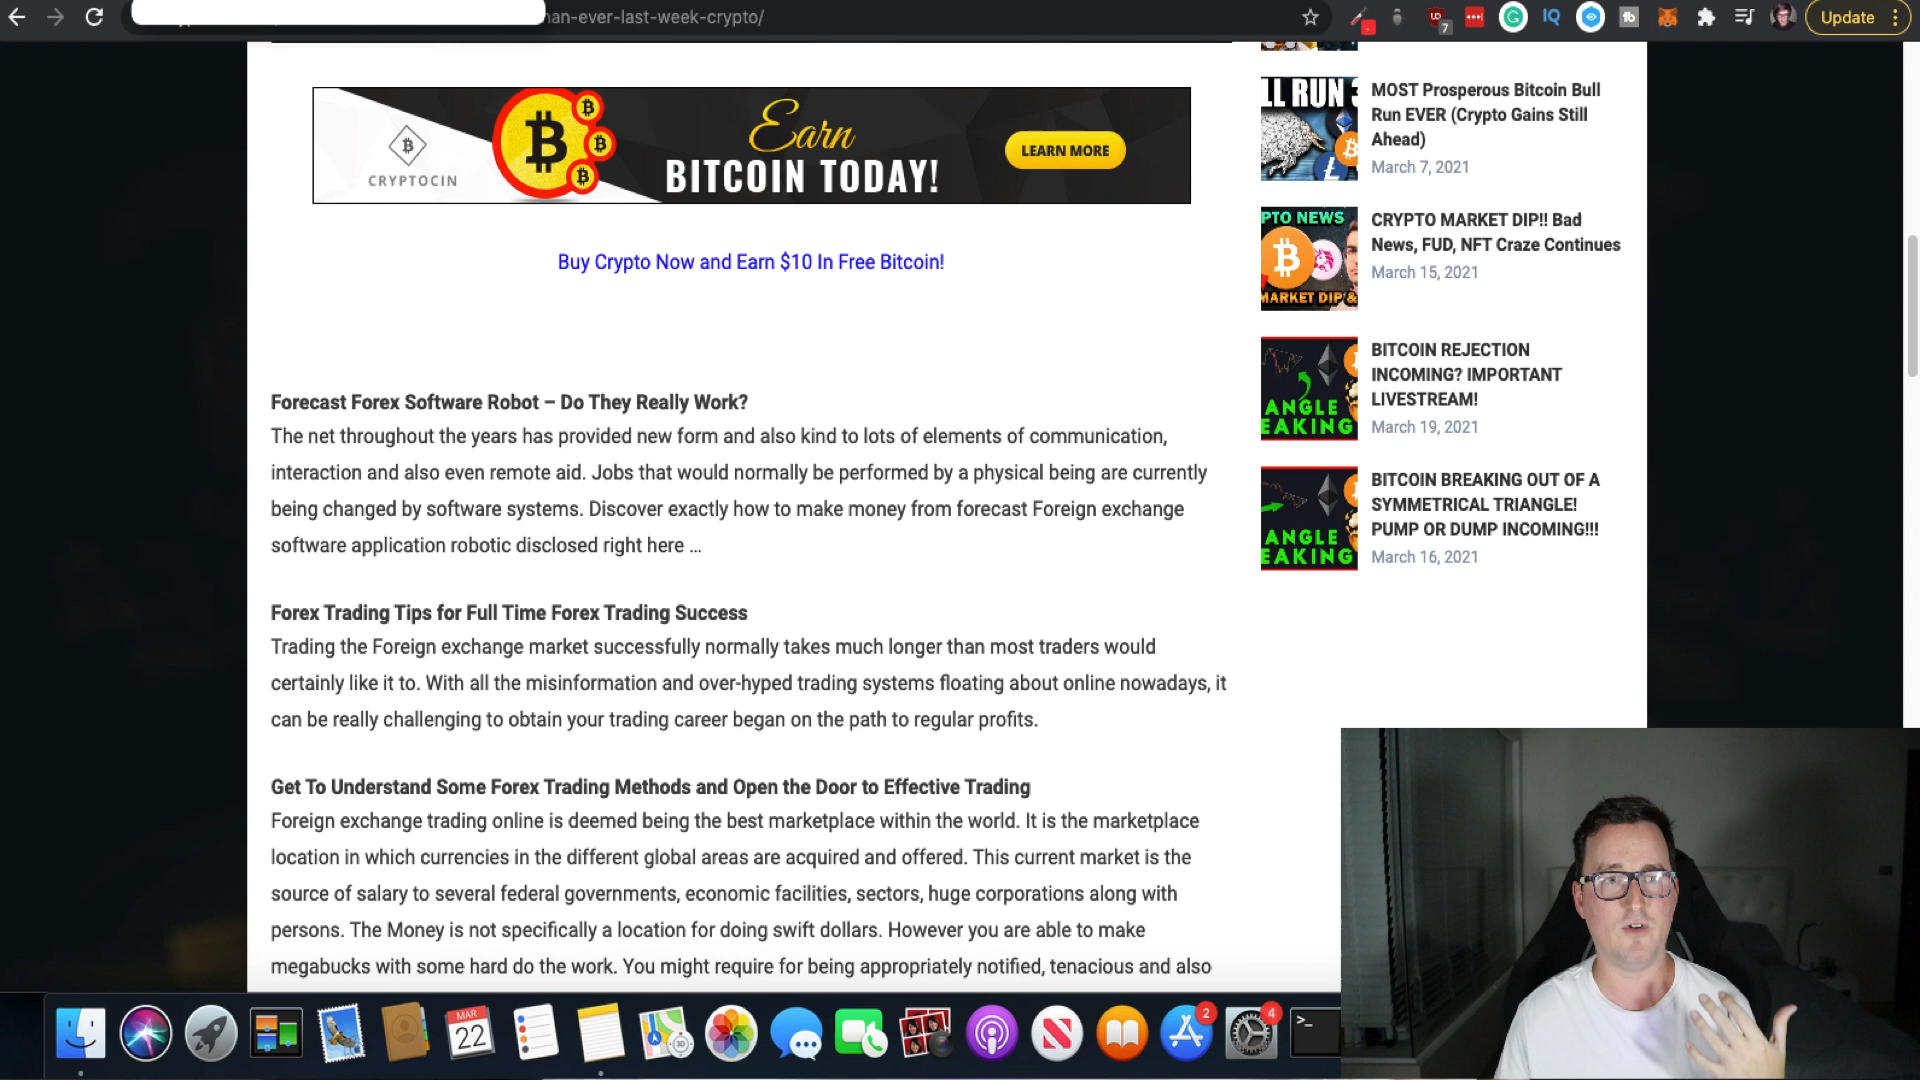 nan-ever-last-week-crypto/
Update
CRYPTOCIN
Earn
BITCOIN TODAY!
LEARN MORE
Buy Crypto Now and Earn $10 In Free Bitcoin!
Forecast Forex Software Robot – Do They Really Work?
The net throughout the years has provided new form and also kind to lots of elements of communication,
interaction and also even remote aid. Jobs that would normally be performed by a physical being are currently
being changed by software systems. Discover exactly how to make money from forecast Foreign exchange
software application robotic disclosed right here ...
Forex Trading Tips for Full Time Forex Trading Success
Trading the Foreign exchange market successfully normally takes much longer than most traders would
certainly like it to. With all the misinformation and over-hyped trading systems floating about online nowadays, it
can be really challenging to obtain your trading career began on the path to regular profits.
Get To Understand Some Forex Trading Methods and Open the Door to Effective Trading
Foreign exchange trading online is deemed being the best marketplace within the world. It is the marketplace
location in which currencies in the different global areas are acquired and offered. This current market is the
source of salary to several federal governments, economic facilities, sectors, huge corporations along with
persons. The Money is not specifically a location for doing swift dollars. However you are able to make
megabucks with some hard do the work. You might require for being appropriately notified, tenacious and also
LL RUN
MOST Prosperous Bitcoin Bull
Run EVER (Crypto Gains Still
Ahead)
March 7, 2021
PTO NEWS
MARKET DIP &
CRYPTO MARKET DIP!! Bad
News, FUD, NFT Craze Continues
March 15, 2021
ANGLE
EAKING
BITCOIN REJECTION
INCOMING? IMPORTANT
LIVESTREAM!
March 19, 2021
ANGLE
EAKING
BITCOIN BREAKING OUT OF A
SYMMETRICAL TRIANGLE!
PUMP OR DUMP INCOMING!!!
March 16, 2021
MAR
22
3D
2
4